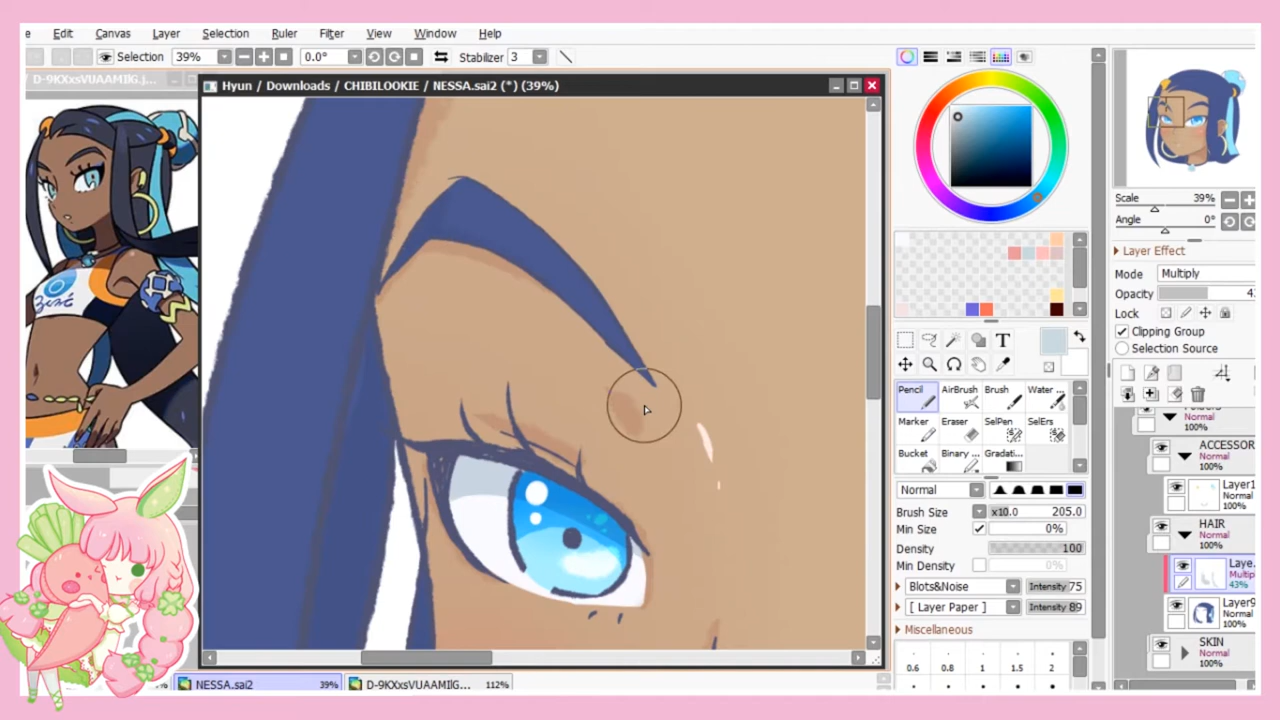 Edit Canvas Layer Selection Ruler Filter View Window Help
Selection 39% 0.0° Stabilizer 3
D-9KXxsVUAAMIlG.j...
Hyun / Downloads / CHIBILOOKIE / NESSA.sai2 (*) (39%)
Scale 39%
Angle 0°
Layer Effect
Mode Multiply
Opacity
Lock
Clipping Group
Selection Source
T
Pencil AirBrush Brush Water ...
Marker Eraser SelPen SelErs
Bucket Binary ... Gradati...
Normal
Brush Size x10.0 205.0
Min Size 0%
Density 100
Min Density 0%
Blots&Noise Intensity 75
[ Layer Paper ] Intensity 89
Miscellaneous
0.6 0.8 1 1.5 2
Normal
100%
ACCESSOR
Normal
100%
Layer1
Normal
100%
HAIR
Normal
100%
Laye.
Multip
43%
Layer9
Normal
100%
SKIN
Normal
100%
NESSA.sai2 39%
D-9KXxsVUAAMIlG... 112%